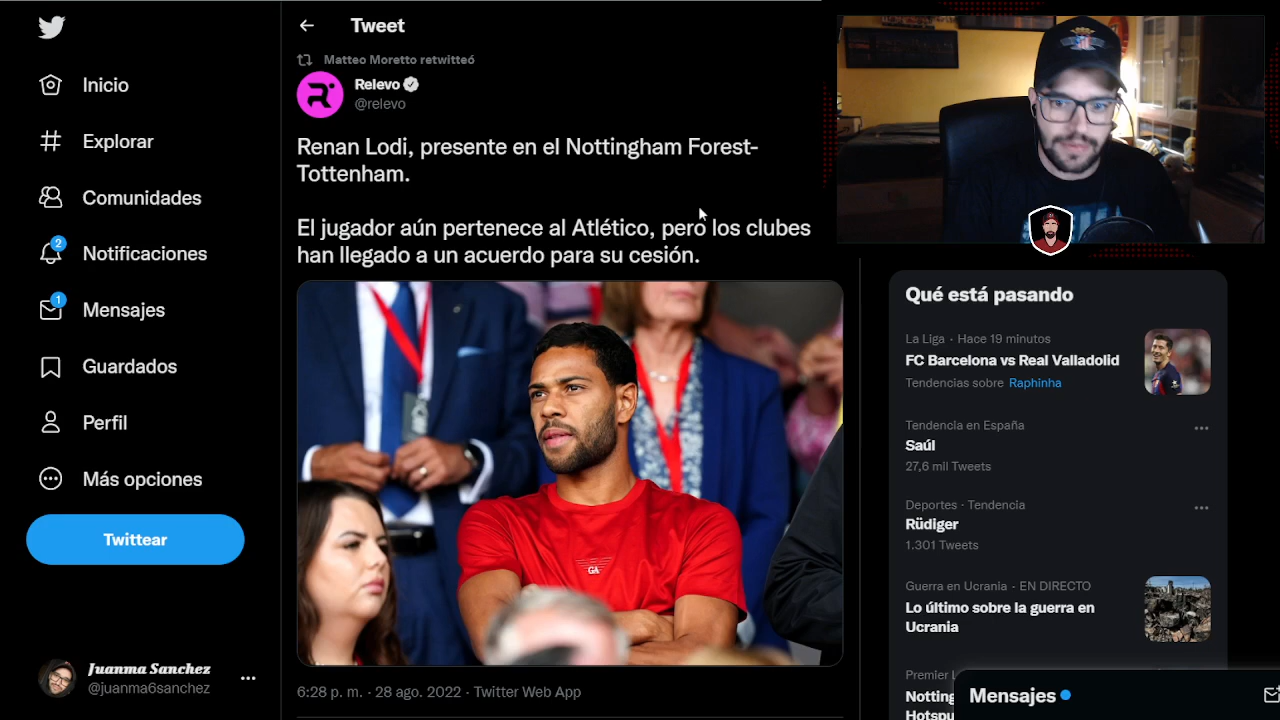 Inicio
Explorar
Comunidades
2
Notificaciones
1
Mensajes
Guardados
Perfil
Más opciones
Twittear
Juanma Sanchez
@juanma6sanchez
Tweet
Matteo Moretto retwitteó
Relevo
@relevo
Renan Lodi, presente en el Nottingham Forest-
Tottenham.
El jugador aún pertenece al Atlético, pero los clubes
han llegado a un acuerdo para su cesión.
GA
6:28 p. m. · 28 ago. 2022 · Twitter Web App
Qué está pasando
La Liga · Hace 19 minutos
FC Barcelona vs Real Valladolid
Tendencias sobre Raphinha
Tendencia en España
Saúl
27,6 mil Tweets
Deportes · Tendencia
Rüdiger
1.301 Tweets
Guerra en Ucrania · EN DIRECTO
Lo último sobre la guerra en
Ucrania
Premier L
Notting
Hotspu
Mensajes